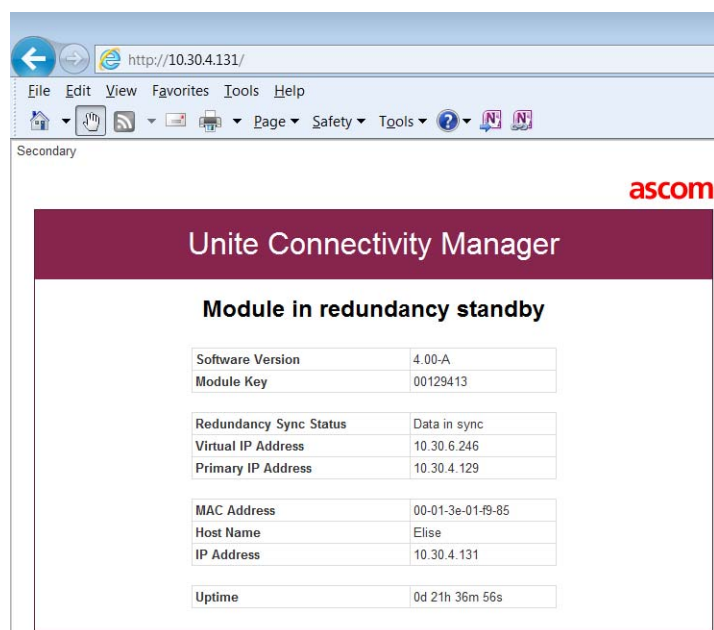 http://10.30.4.131/
File Edit View Favorites Tools Help
Page Safety Tools
Secondary
ascom
Unite Connectivity Manager
Module in redundancy standby
Software Version 4.00-A
Module Key 00129413
Redundancy Sync Status Data in sync
Virtual IP Address 10.30.6.246
Primary IP Address 10.30.4.129
MAC Address 00-01-3e-01-f9-85
Host Name Elise
IP Address 10.30.4.131
Uptime 0d 21h 36m 56s